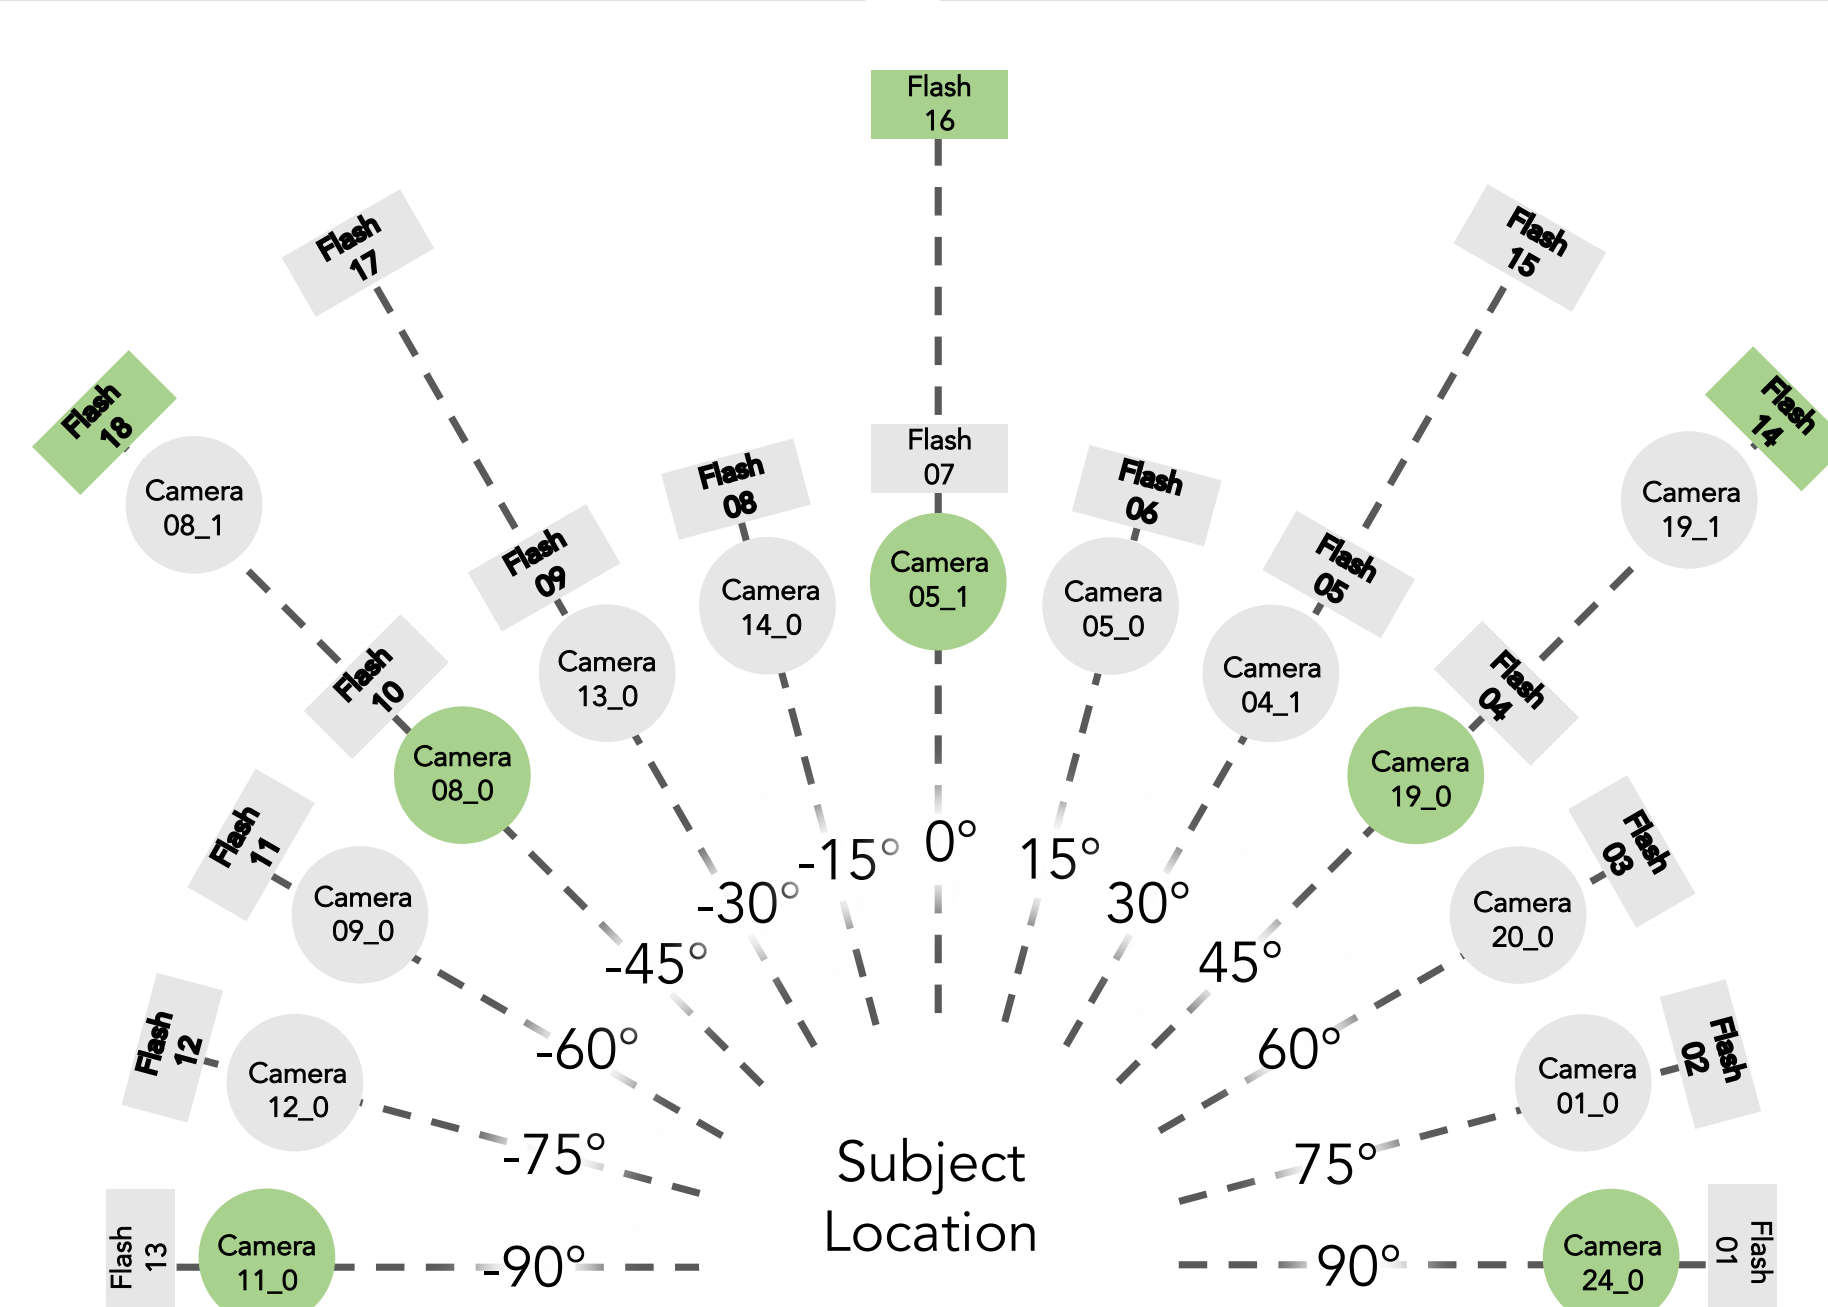 Flash
16
Flash
17
Flash
15
Flash
18
Flash
14
Camera
08_1
Flash
09
Flash
08
Flash
07
Flash
06
Flash
05
Camera
19_1
Flash
10
Camera
13_0
Camera
14_0
Camera
05_1
Camera
05_0
Camera
04_1
Flash
04
Camera
08_0
Camera
19_0
Flash
11
Camera
09_0
Camera
20_0
Flash
03
-45°
-30°
-15°
0°
15°
30°
45°
Flash
12
Camera
12_0
-60°
60°
Camera
01_0
Flash
02
-75°
75°
Subject
Location
Flash
13
Camera
11_0
-90°
90°
Camera
24_0
Flash
01